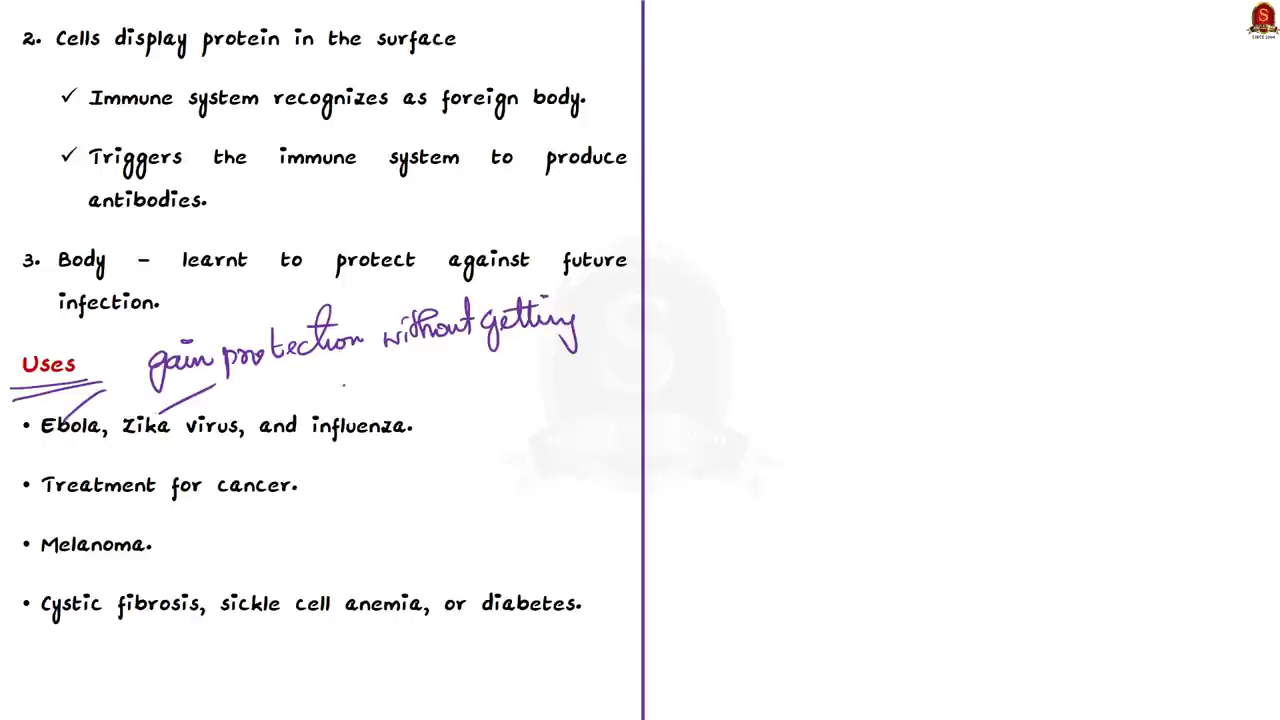 2. Cells display protein in the surface
✓ Immune system recognizes as foreign body.
✓ Triggers the immune system to produce
antibodies.
3. Body – learnt to protect against future
infection.
gain protection without getting
Uses
• Ebola, Zika virus, and influenza.
• Treatment for cancer.
• Melanoma.
• Cystic fibrosis, sickle cell anemia, or diabetes.
S
SINCE 2004